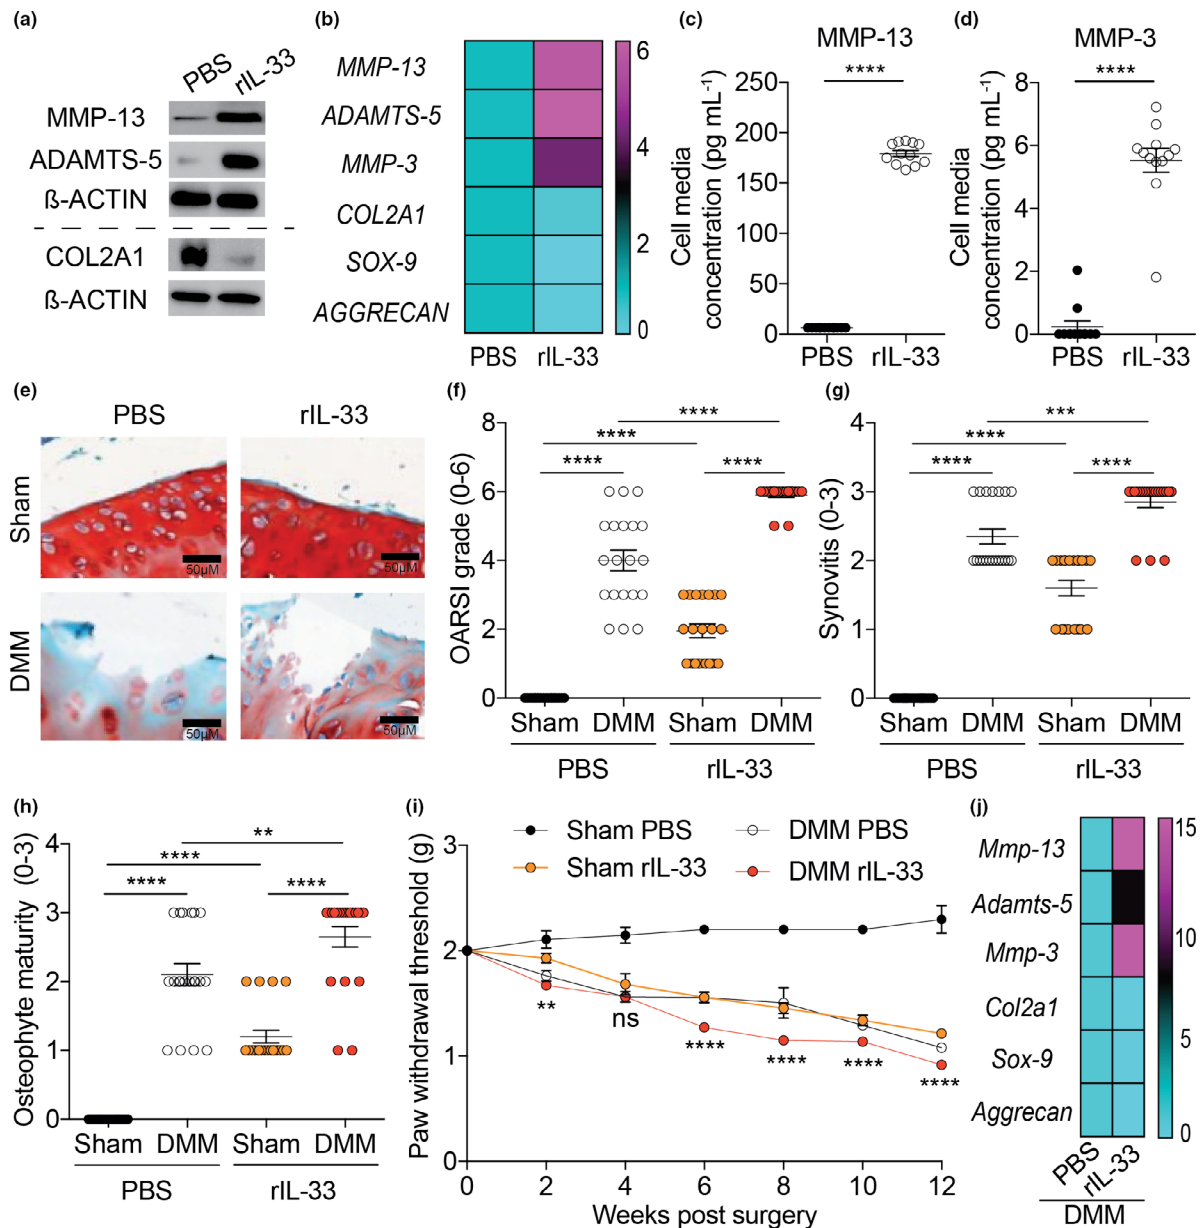 (a)
PBS
rIL-33
MMP-13
ADAMTS-5
ß-ACTIN
COL2A1
ß-ACTIN
(b)
MMP-13
ADAMTS-5
MMP-3
COL2A1
SOX-9
AGGRECAN
PBS rIL-33
6
4
2
0
(c)
MMP-13
****
Cell media
concentration (pg mL-1)
250
200
150
100
50
0
PBS rIL-33
(d)
MMP-3
****
Cell media
concentration (pg mL-1)
8
6
4
2
0
PBS rIL-33
(e)
PBS rIL-33
Sham
50µM 50µM
DMM
50µM 50µM
(f)
****
****
**** ****
OARSI grade (0-6)
6
4
2
0
Sham DMM Sham DMM
PBS rIL-33
(g)
***
****
**** ****
Synovitis (0-3)
4
3
2
1
0
Sham DMM Sham DMM
PBS rIL-33
(h)
**
****
**** ****
Osteophyte maturity (0-3)
4
3
2
1
0
Sham DMM Sham DMM
PBS rIL-33
(i)
Sham PBS DMM PBS
Sham rIL-33 DMM rIL-33
Paw withdrawal threshold (g)
3
2
1
0
** ns **** **** **** ****
0 2 4 6 8 10 12
Weeks post surgery
(j)
Mmp-13
Adamts-5
Mmp-3
Col2a1
Sox-9
Aggrecan
15
10
5
0
PBS
rIL-33
DMM